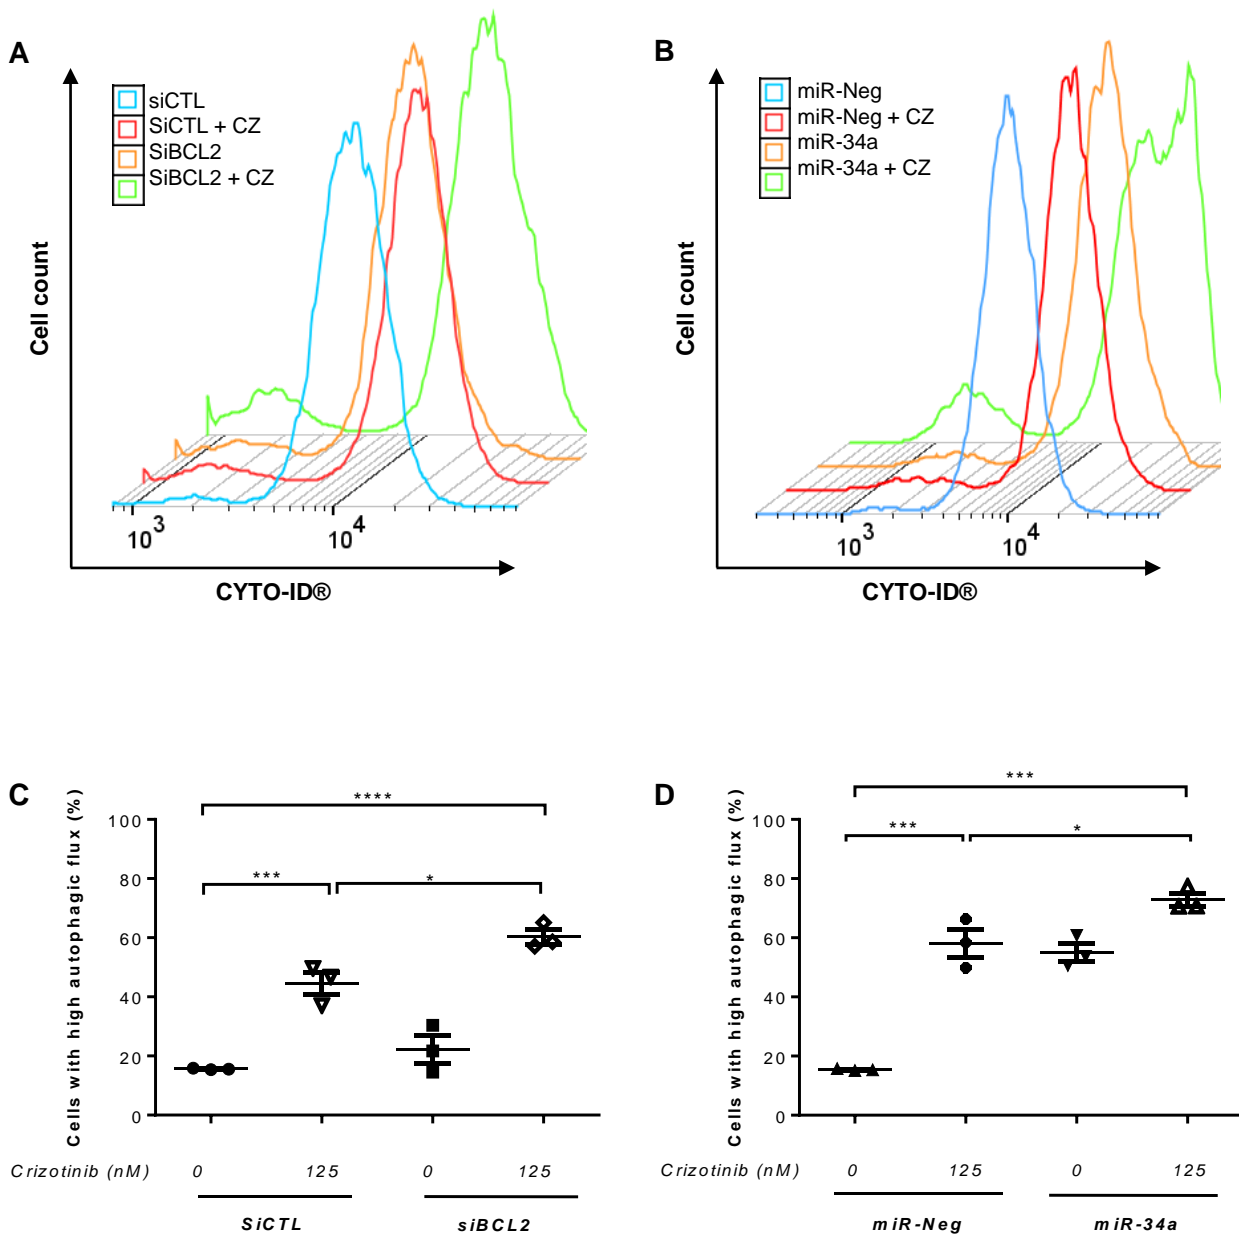 A
siCTL
SiCTL + CZ
SiBCL2
SiBCL2 + CZ
Cell count
10^3
10^4
CYTO-ID®
B
miR-Neg
miR-Neg + CZ
miR-34a
miR-34a + CZ
Cell count
10^3
10^4
CYTO-ID®
C
Cells with high autophagic flux (%)
100
80
60
40
20
0
****
***
*
Crizotinib (nM)
0
125
0
125
SiCTL
siBCL2
D
Cells with high autophagic flux (%)
100
80
60
40
20
0
***
***
*
Crizotinib (nM)
0
125
0
125
miR-Neg
miR-34a